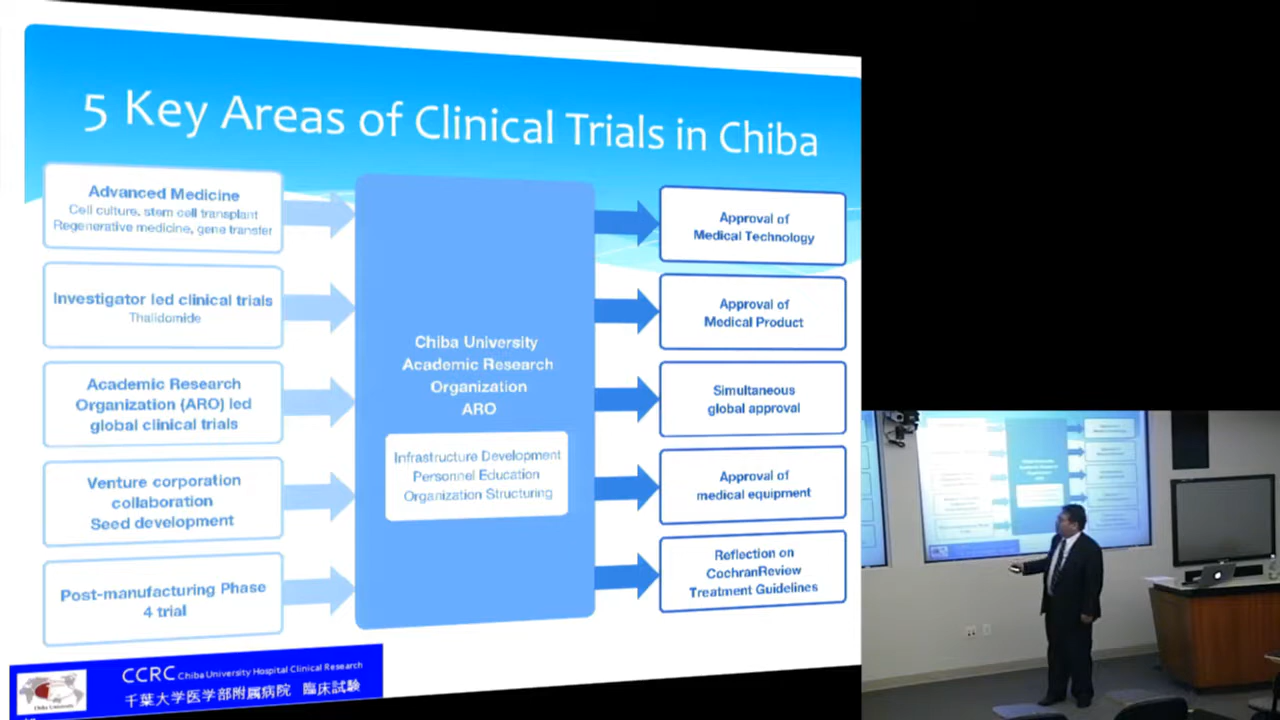 5 Key Areas of Clinical Trials in Chiba
Advanced Medicine
Cell culture, stem cell transplant
Regenerative medicine, gene transfer
Investigator led clinical trials
Thalidomide
Academic Research
Organization (ARO) led
global clinical trials
Venture corporation
collaboration
Seed development
Post-manufacturing Phase
4 trial
Chiba University
Academic Research
Organization
ARO
Infrastructure Development
Personnel Education
Organization Structuring
Approval of
Medical Technology
Approval of
Medical Product
Simultaneous
global approval
Approval of
medical equipment
Reflection on
CochranReview
Treatment Guidelines
CCRC Chiba University Hospital Clinical Research
千葉大学医学部附属病院 臨床試験
Chiba University